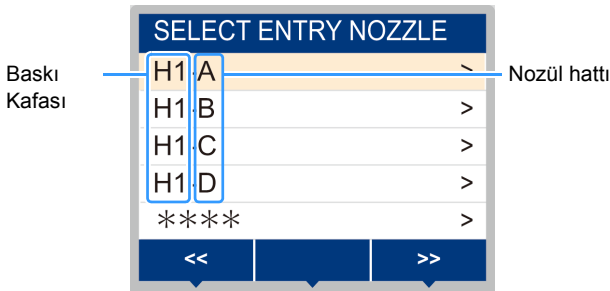 SELECT ENTRY NOZZLE
Baskı
Kafası
H1-A >
Nozül hattı
H1-B >
H1-C >
H1-D >
**** >
<< >>